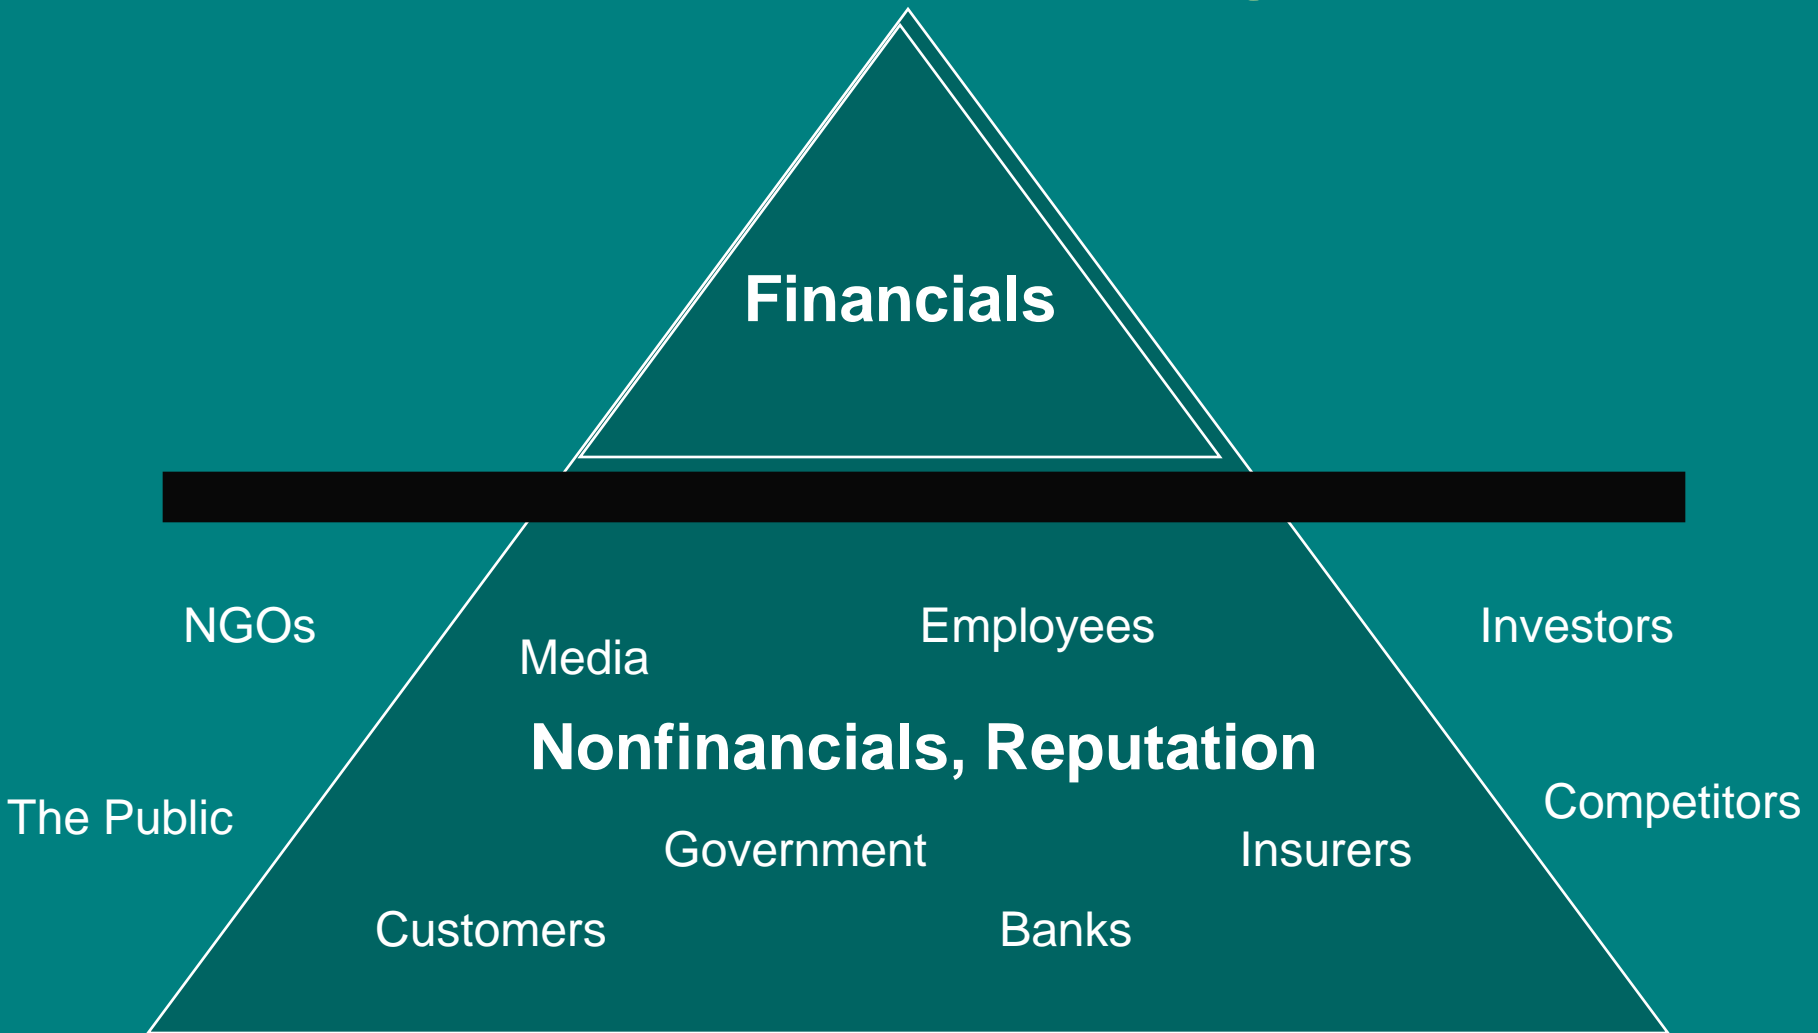 Financials
NGOs
Media
Employees
Investors
Nonfinancials, Reputation
The Public
Competitors
Government
Insurers
Customers
Banks